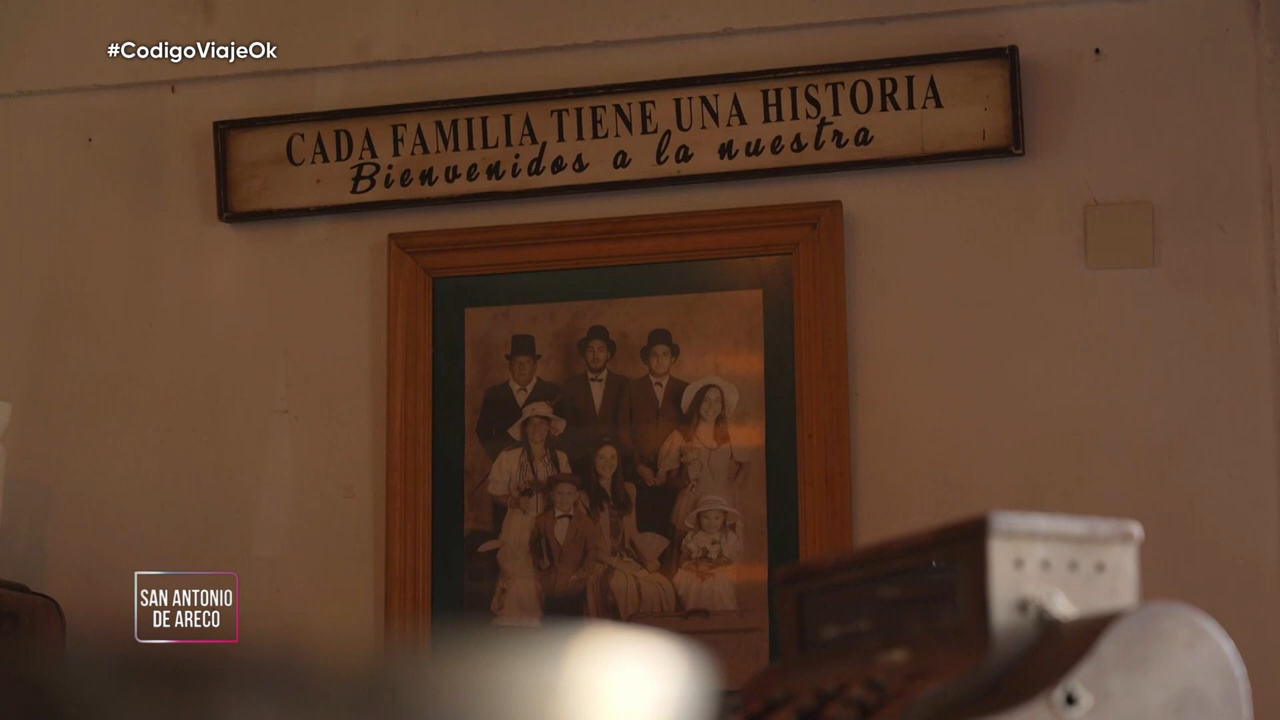 #CodigoViajeOk
CADA FAMILIA TIENE UNA HISTORIA
Bienvenidos a la nuestra
SAN ANTONIO
DE ARECO